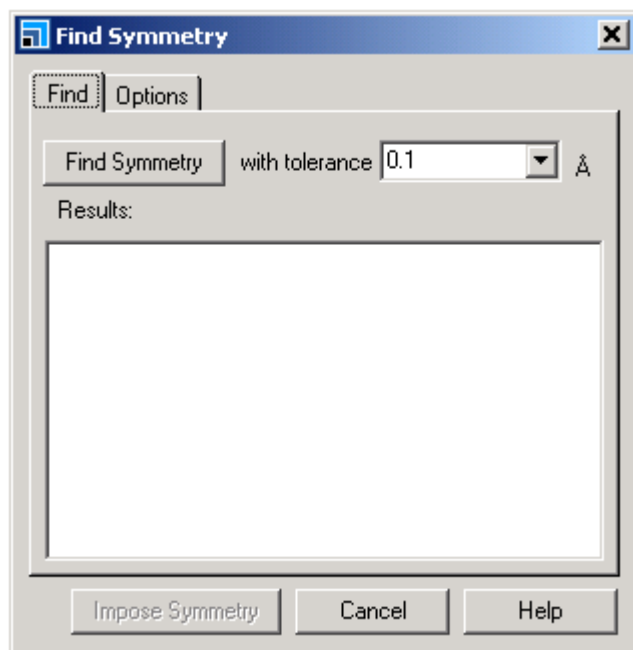 Find Symmetry
Find Options
Find Symmetry with tolerance 0.1 Å
Results:
Impose Symmetry Cancel Help